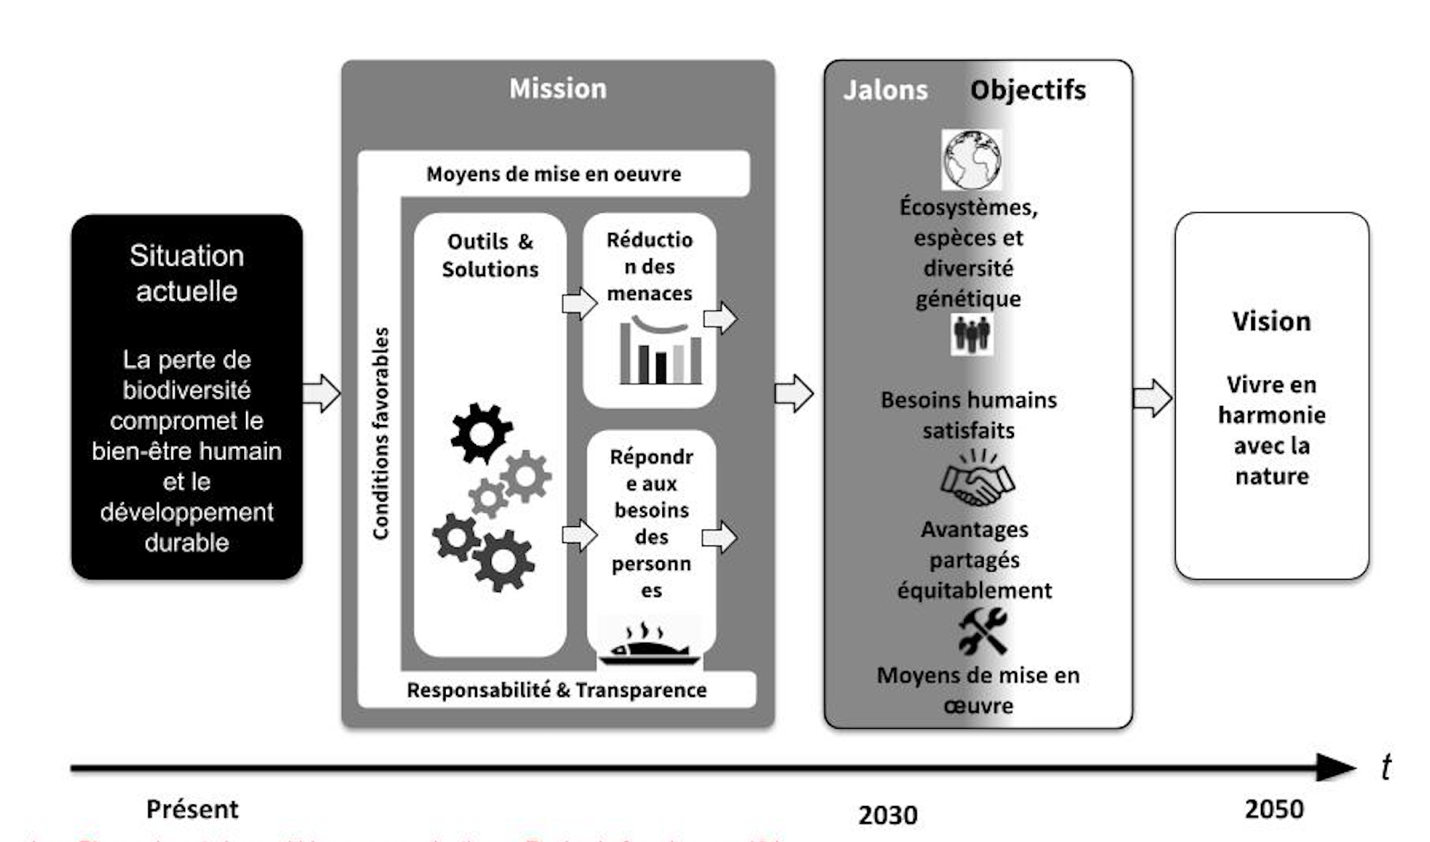 Situation
actuelle
La perte de
biodiversité
compromet le
bien-être humain
et le
développement
durable
Mission
Moyens de mise en oeuvre
Conditions favorables
Outils &
Solutions
Réductio
n des
menaces
Répondr
e aux
besoins
des
personn
es
Responsabilité & Transparence
Jalons Objectifs
Écosystèmes,
espèces et
diversité
génétique
Besoins humains
satisfaits
Avantages
partagés
équitablement
Moyens de mise en
œuvre
Vision
Vivre en
harmonie
avec la
nature
t
Présent
2030
2050